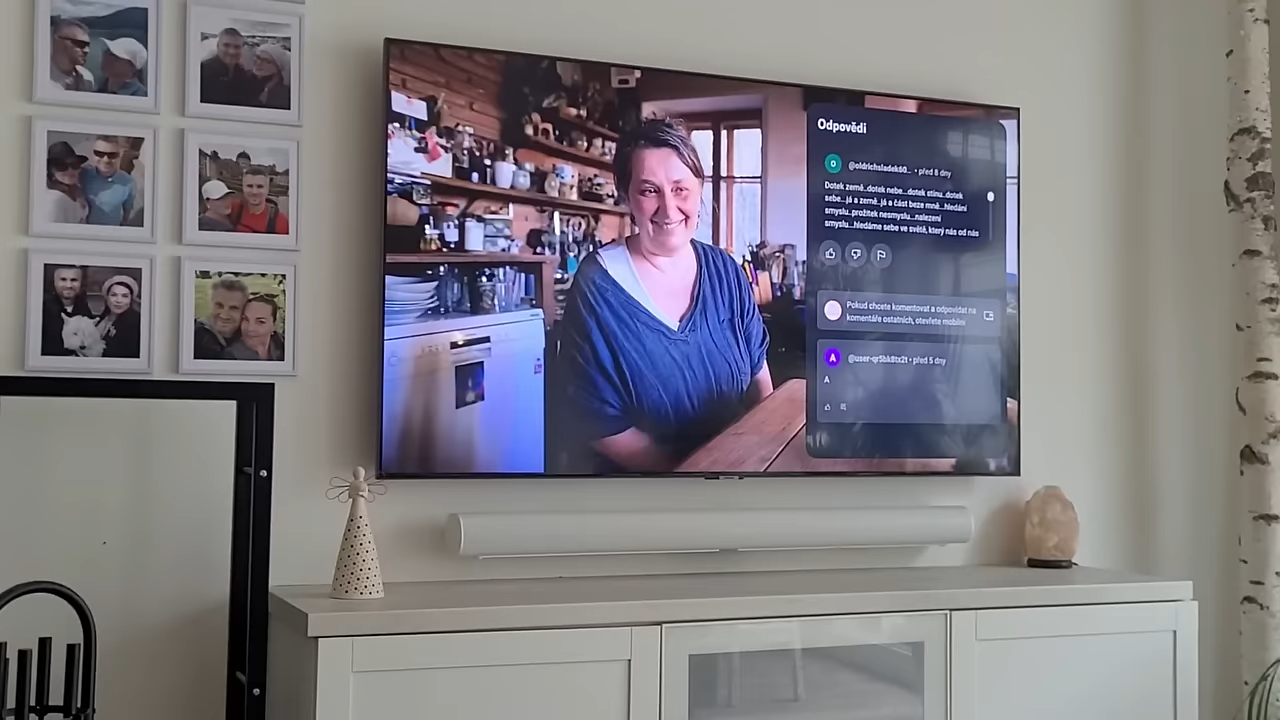 Odpovědi
@oldrichsladek60... • před 8 dny
Dotek země..dotek nebe...dotek stínu..dotek
sebe...já a země..já a část beze mně...hledání
smyslu..prožitek nesmyslu...nalezení
smyslu...hledáme sebe ve světě, který nás od nás
Pokud chcete komentovat a odpovídat na
komentáře ostatních, otevřete mobilní
A
@user-qr5bk8tx2t • před 5 dny
A